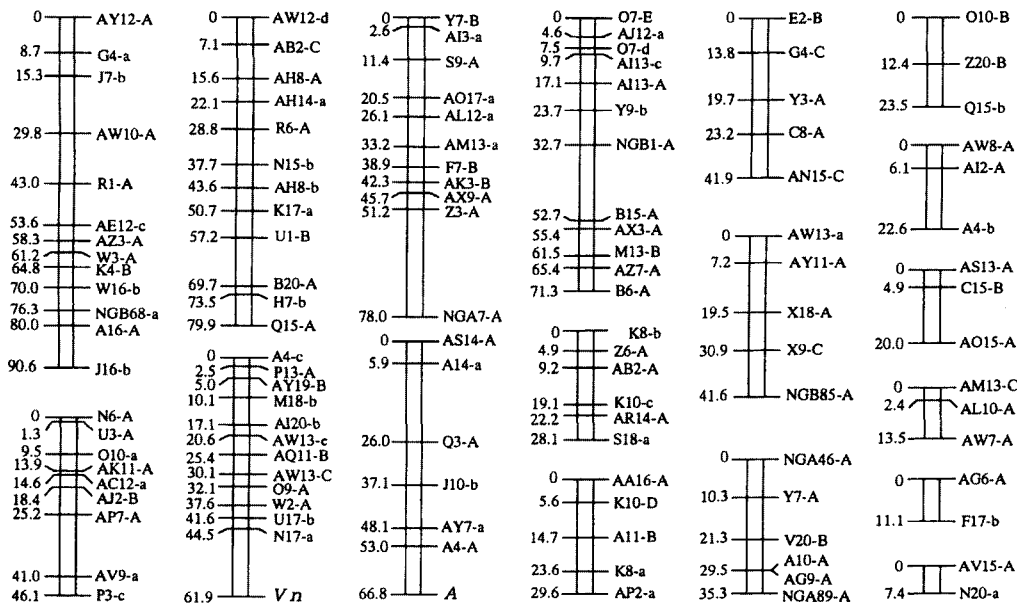 0 AY12-A
8.7 G4-a
15.3 J7-b
29.8 AW10-A
43.0 R1-A
53.6 AE12-c
58.3 AZ3-A
61.2 W3-A
64.8 K4-B
70.0 W16-b
76.3 NGB68-a
80.0 A16-A
90.6 J16-b
0 N6-A
1.3 U3-A
9.5 O10-a
13.9 AK11-A
14.6 AC12-a
18.4 AJ2-B
25.2 AP7-A
41.0 AV9-a
46.1 P3-c
0 AW12-d
7.1 AB2-C
15.6 AH8-A
22.1 AH14-a
28.8 R6-A
37.7 N15-b
43.6 AH8-b
50.7 K17-a
57.2 U1-B
69.7 B20-A
73.5 H7-b
79.9 Q15-A
0 A4-c
2.5 P13-A
5.0 AY19-B
10.1 M18-b
17.1 AI20-b
20.6 AW13-c
25.4 AQ11-B
30.1 AW13-C
32.1 O9-A
37.6 W2-A
41.6 U17-b
44.5 N17-a
61.9 Vn
0 Y7-B
2.6 AI3-a
11.4 S9-A
20.5 AO17-a
26.1 AL12-a
33.2 AM13-a
38.9 F7-B
42.3 AK3-B
45.7 AX9-A
51.2 Z3-A
78.0 NGA7-A
0 AS14-A
5.9 A14-a
26.0 Q3-A
37.1 J10-b
48.1 AY7-a
53.0 A4-A
66.8 A
0 O7-E
4.6 AJ12-a
7.5 O7-d
9.7 AI13-c
17.1 AI13-A
23.7 Y9-b
32.7 NGB1-A
52.7 B15-A
55.4 AX3-A
61.5 M13-B
65.4 AZ7-A
71.3 B6-A
0 K8-b
4.9 Z6-A
9.2 AB2-A
19.1 K10-c
22.2 AR14-A
28.1 S18-a
0 AA16-A
5.6 K10-D
14.7 A11-B
23.6 K8-a
29.6 AP2-a
0 E2-B
13.8 G4-C
19.7 Y3-A
23.2 C8-A
41.9 AN15-C
0 AW13-a
7.2 AY11-A
19.5 X18-A
30.9 X9-C
41.6 NGB85-A
0 NGA46-A
10.3 Y7-A
21.3 V20-B
29.5 A10-A
AG9-A
35.3 NGA89-A
0 O10-B
12.4 Z20-B
23.5 Q15-b
0 AW8-A
6.1 AI2-A
22.6 A4-b
0 AS13-A
4.9 C15-B
20.0 AO15-A
0 AM13-C
2.4 AL10-A
13.5 AW7-A
0 AG6-A
11.1 F17-b
0 AV15-A
7.4 N20-a